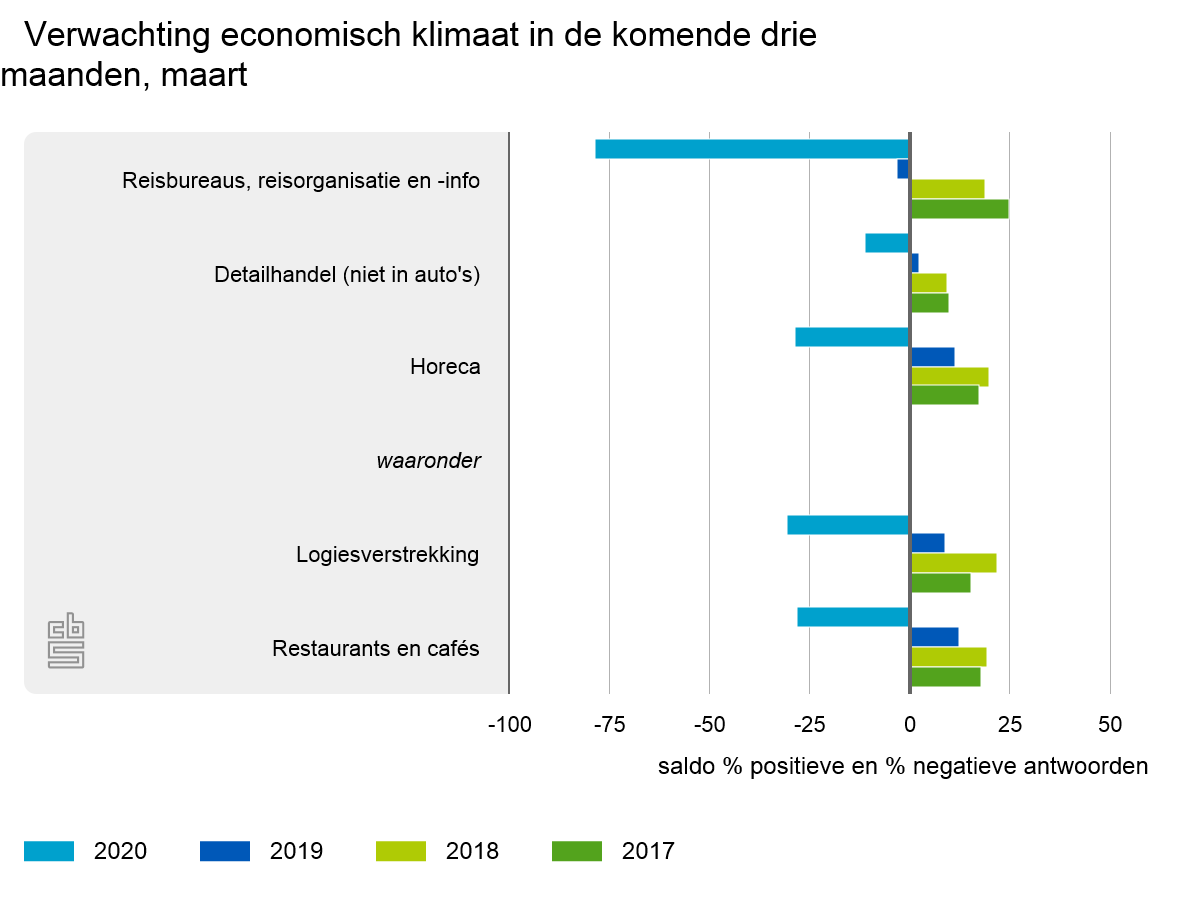 Verwachting economisch klimaat in de komende drie
maanden, maart
Reisbureaus, reisorganisatie en -info
Detailhandel (niet in auto's)
Horeca
waaronder
Logiesverstrekking
Restaurants en cafés
cbs
-100 -75 -50 -25 0 25 50
saldo % positieve en % negatieve antwoorden
2020 2019 2018 2017